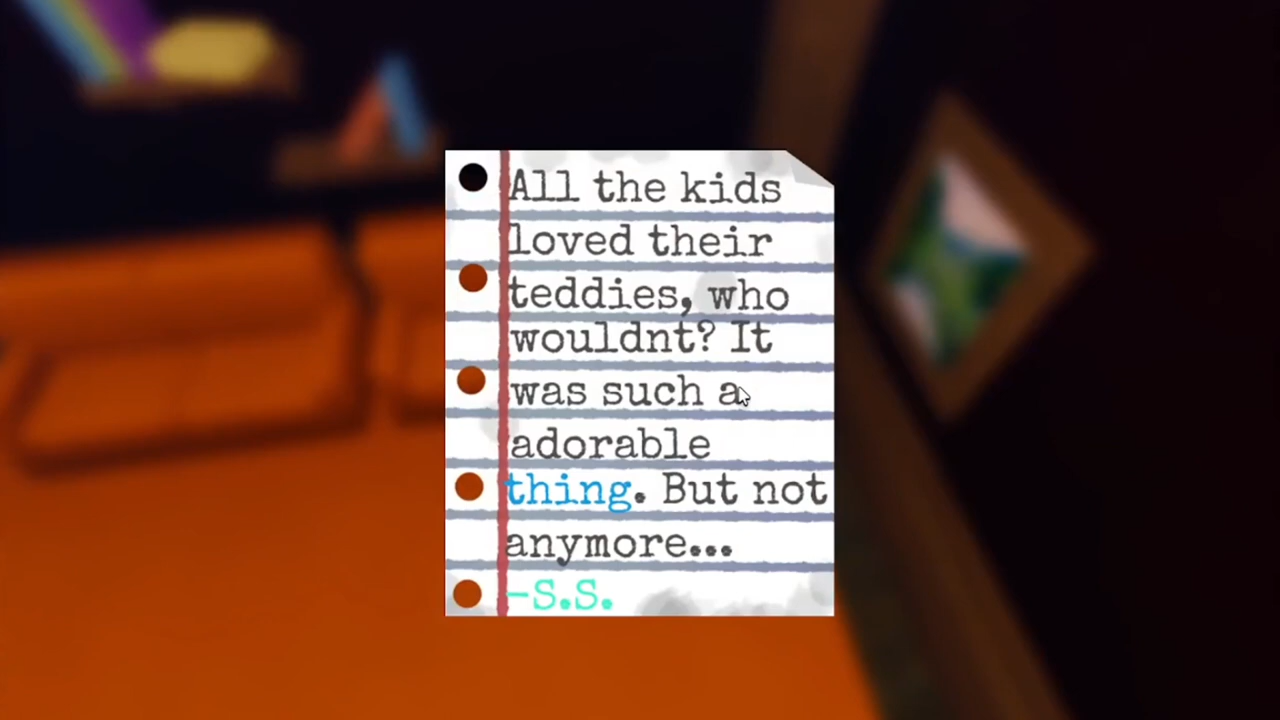 All the kids
loved their
teddies, who
wouldnt? It
was such a
adorable
thing. But not
anymore...
-S.S.